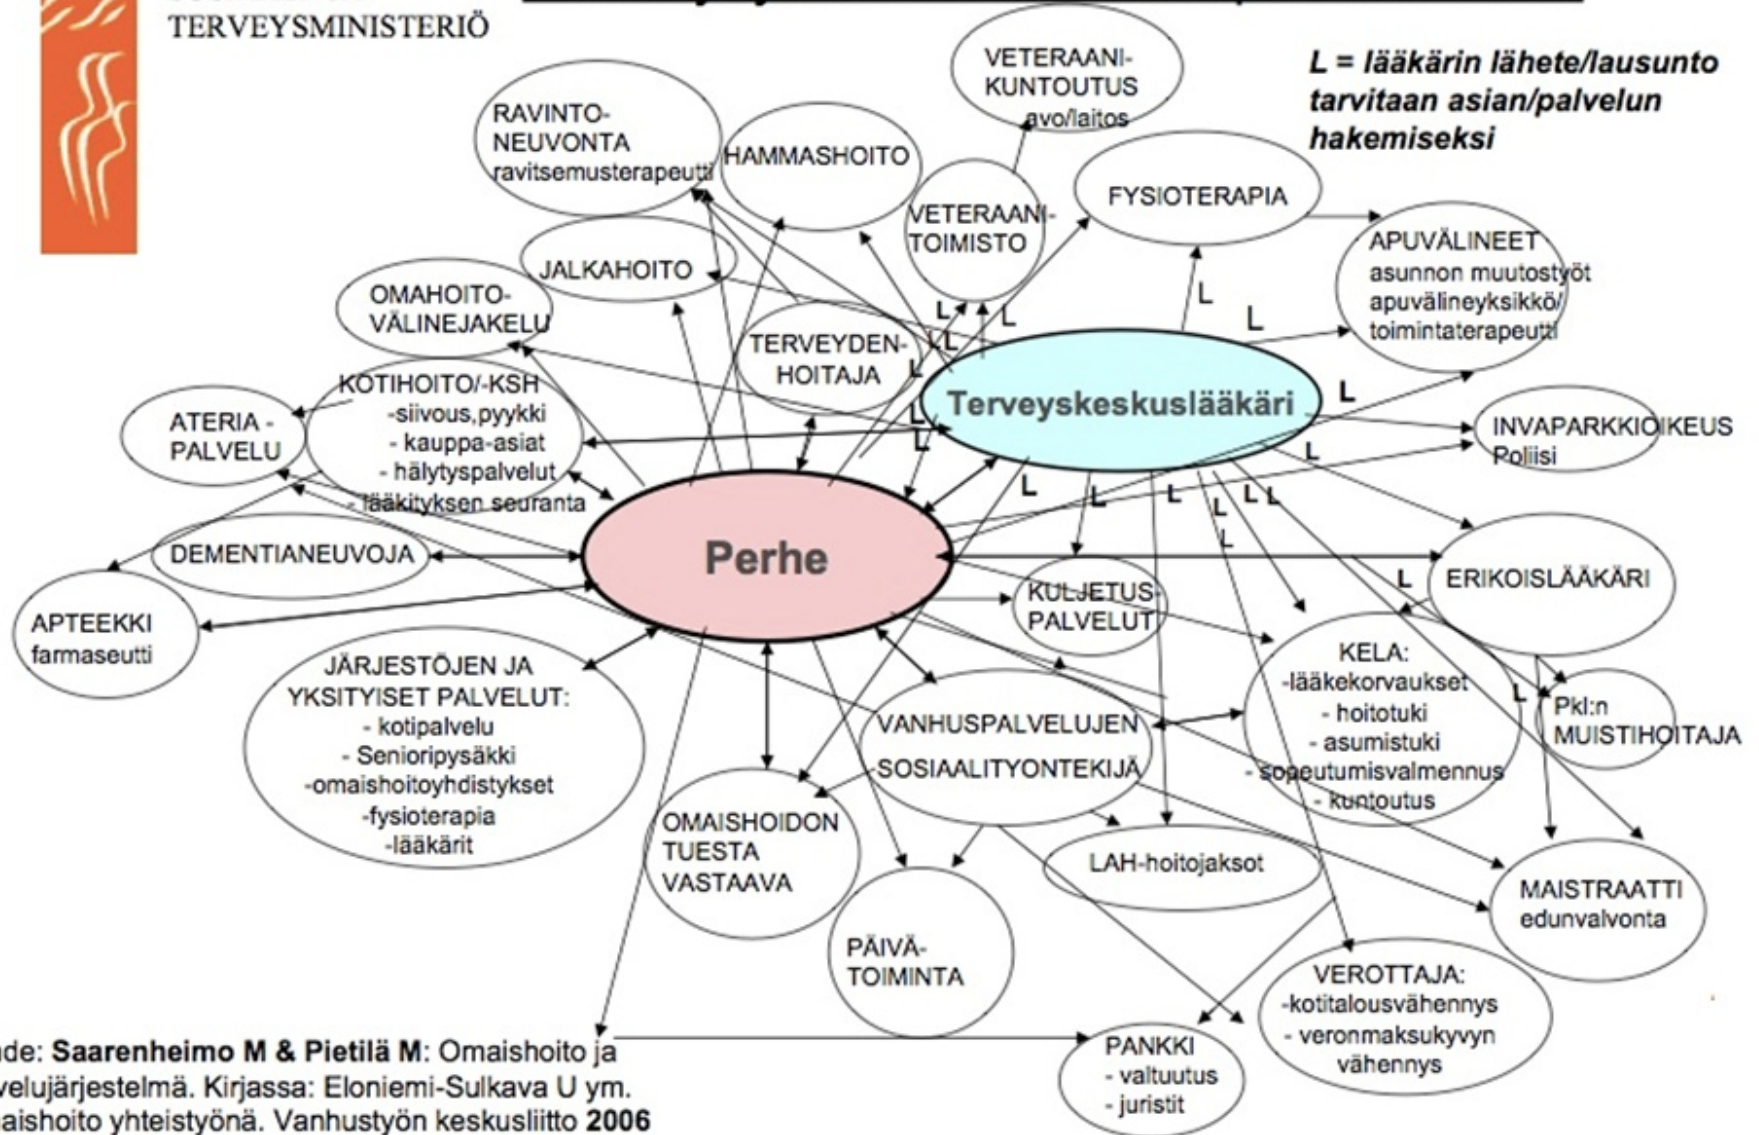 TERVEYSMINISTERIÖ
L = lääkärin lähete/lausunto
tarvitaan asian/palvelun
hakemiseksi
VETERAANI-
KUNTOUTUS
avo/laitos
RAVINTO-
NEUVONTA
ravitsemusterapeutti
HAMMASHOITO
VETERAANI-
TOIMISTO
FYSIOTERAPIA
APUVÄLINEET
asunnon muutostyöt
apuvälineyksikkö/
toimintaterapeutti
JALKAHOITO
OMAHOITO-
VÄLINEJAKELU
TERVEYDEN-
HOITAJA
L
L
L
L
L
L
L
L
L
Terveyskeskuslääkäri
L
KOTIHOITO/-KSH
-siivous,pyykki
- kauppa-asiat
- hälytyspalvelut
- lääkityksen seuranta
ATERIA -
PALVELU
INVAPARKKIOIKEUS
Poliisi
L
L
L
L
L
L
L
L
Perhe
DEMENTIANEUVOJA
ERIKOISLÄÄKÄRI
L
APTEEKKI
farmaseutti
KULJETUS-
PALVELUT
JÄRJESTÖJEN JA
YKSITYISET PALVELUT:
- kotipalvelu
- Senioripysäkki
-omaishoitoyhdistykset
-fysioterapia
-lääkärit
KELA:
-lääkekorvaukset
- hoitotuki
- asumistuki
- sopeutumisvalmennus
- kuntoutus
L
Pkl:n
MUISTIHOITAJA
VANHUSPALVELUJEN
SOSIAALITYONTEKIJÄ
OMAISHOIDON
TUESTA
VASTAAVA
LAH-hoitojaksot
MAISTRAATTI
edunvalvonta
PÄIVÄ-
TOIMINTA
VEROTTAJA:
-kotitalousvähennys
- veronmaksukyvyn
vähennys
PANKKI
- valtuutus
- juristit
de: Saarenheimo M & Pietilä M: Omaishoito ja
velujärjestelmä. Kirjassa: Eloniemi-Sulkava U ym.
aishoito yhteistyönä. Vanhustyön keskusliitto 2006